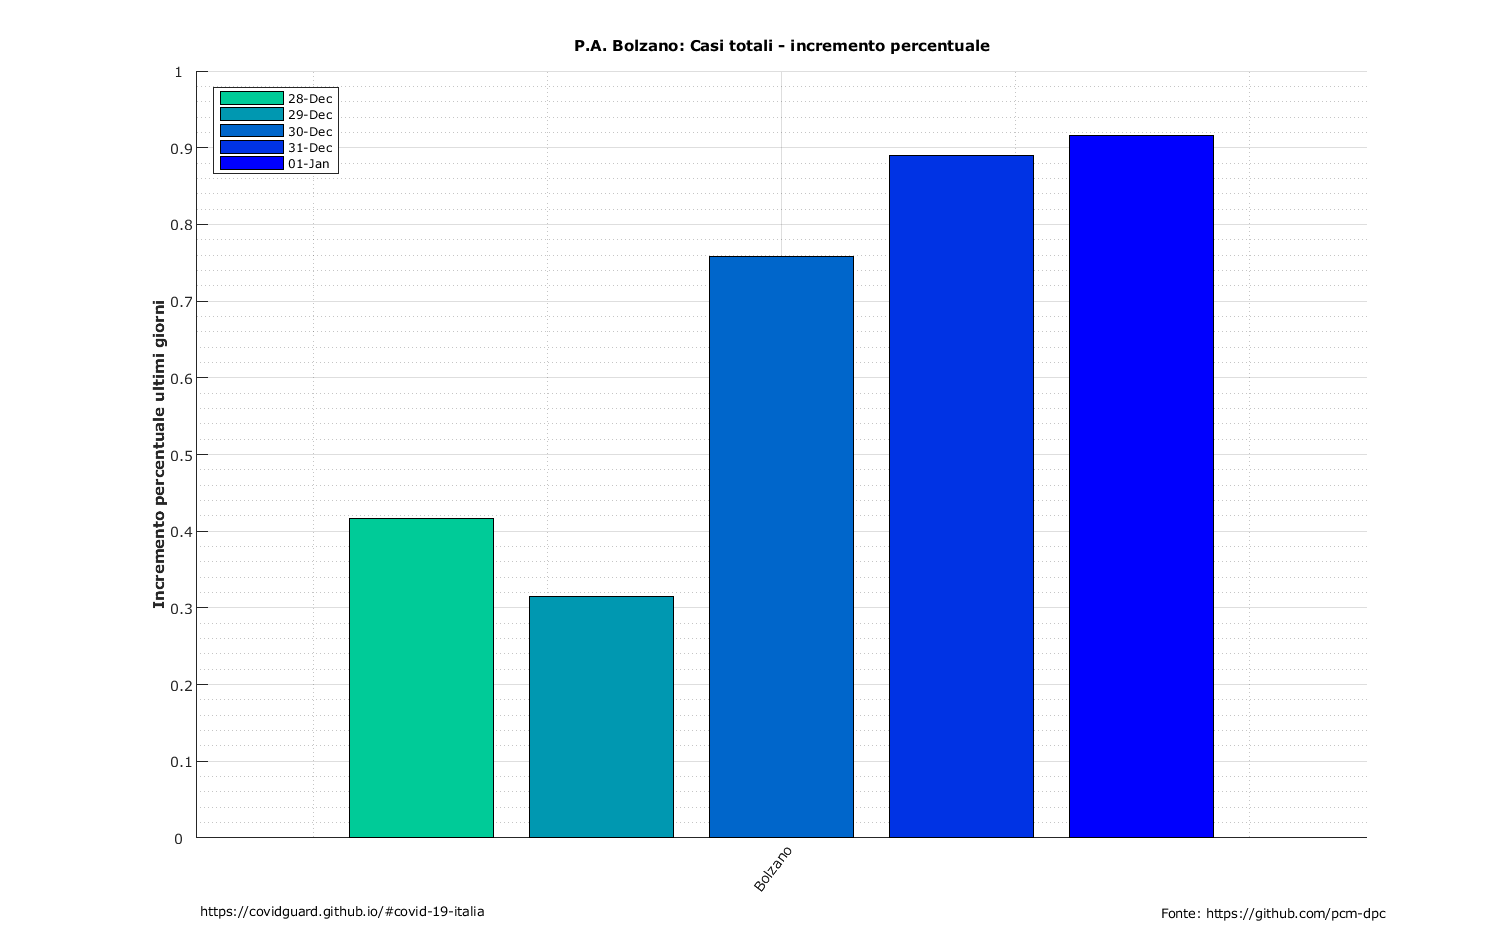 P.A. Bolzano: Casi totali - incremento percentuale
Incremento percentuale ultimi giorni
1
0.9
0.8
0.7
0.6
0.5
0.4
0.3
0.2
0.1
0
28-Dec
29-Dec
30-Dec
31-Dec
01-Jan
Bolzano
https://covidguard.github.io/#covid-19-italia
Fonte: https://github.com/pcm-dpc